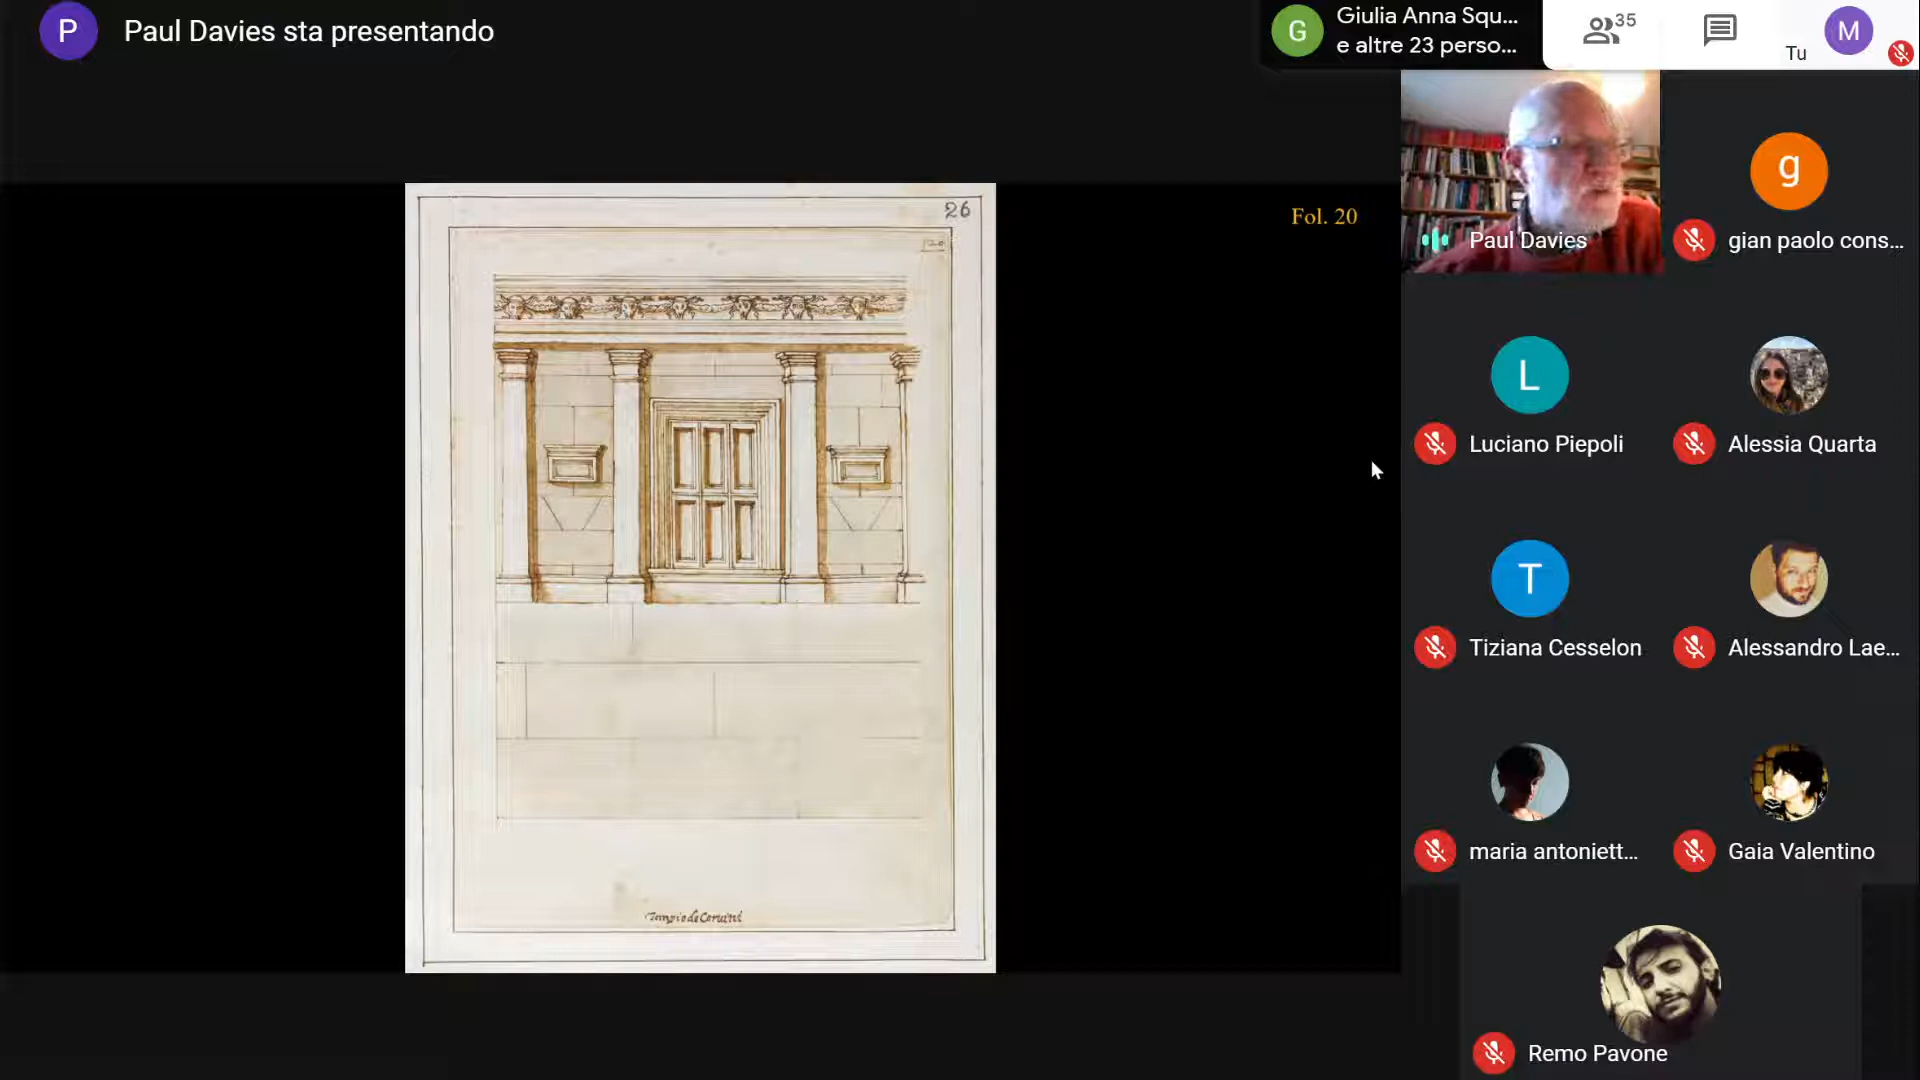 P
Paul Davies sta presentando
G
Giulia Anna Squ...
e altre 23 perso...
35
Tu
M
26
Fol. 20
Paul Davies
g
gian paolo cons...
L
Luciano Piepoli
Alessia Quarta
T
Tiziana Cesselon
Alessandro Lae...
maria antoniett...
Gaia Valentino
Remo Pavone